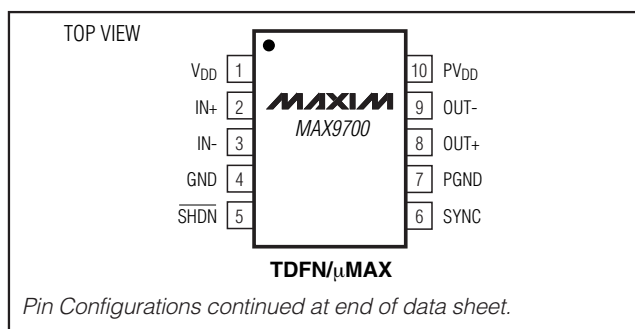 TOP VIEW
VDD 1
IN+ 2
IN- 3
GND 4
SHDN 5
MAXIM
MAX9700
10 PVDD
9 OUT-
8 OUT+
7 PGND
6 SYNC
TDFN/µMAX
Pin Configurations continued at end of data sheet.